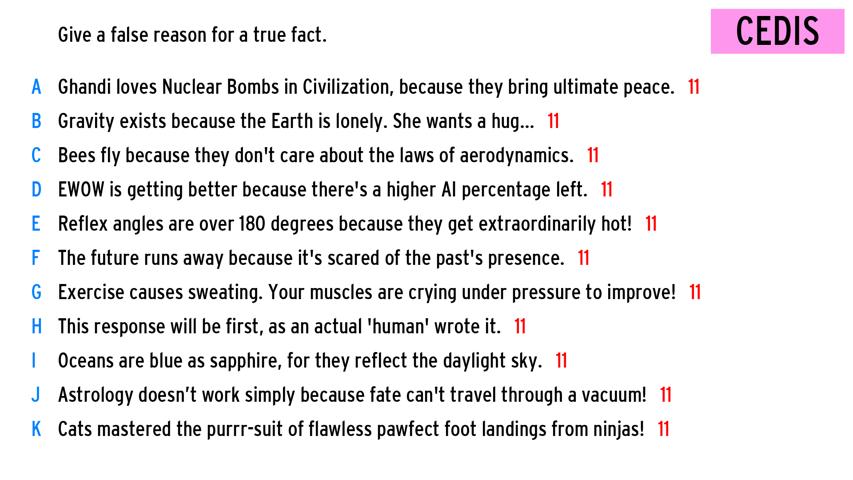 Give a false reason for a true fact.
CEDIS
A Ghandi loves Nuclear Bombs in Civilization, because they bring ultimate peace. 11
B Gravity exists because the Earth is lonely. She wants a hug... 11
C Bees fly because they don't care about the laws of aerodynamics. 11
D EWOW is getting better because there's a higher AI percentage left. 11
E Reflex angles are over 180 degrees because they get extraordinarily hot! 11
F The future runs away because it's scared of the past's presence. 11
G Exercise causes sweating. Your muscles are crying under pressure to improve! 11
H This response will be first, as an actual 'human' wrote it. 11
I Oceans are blue as sapphire, for they reflect the daylight sky. 11
J Astrology doesn’t work simply because fate can't travel through a vacuum! 11
K Cats mastered the purrr-suit of flawless pawfect foot landings from ninjas! 11